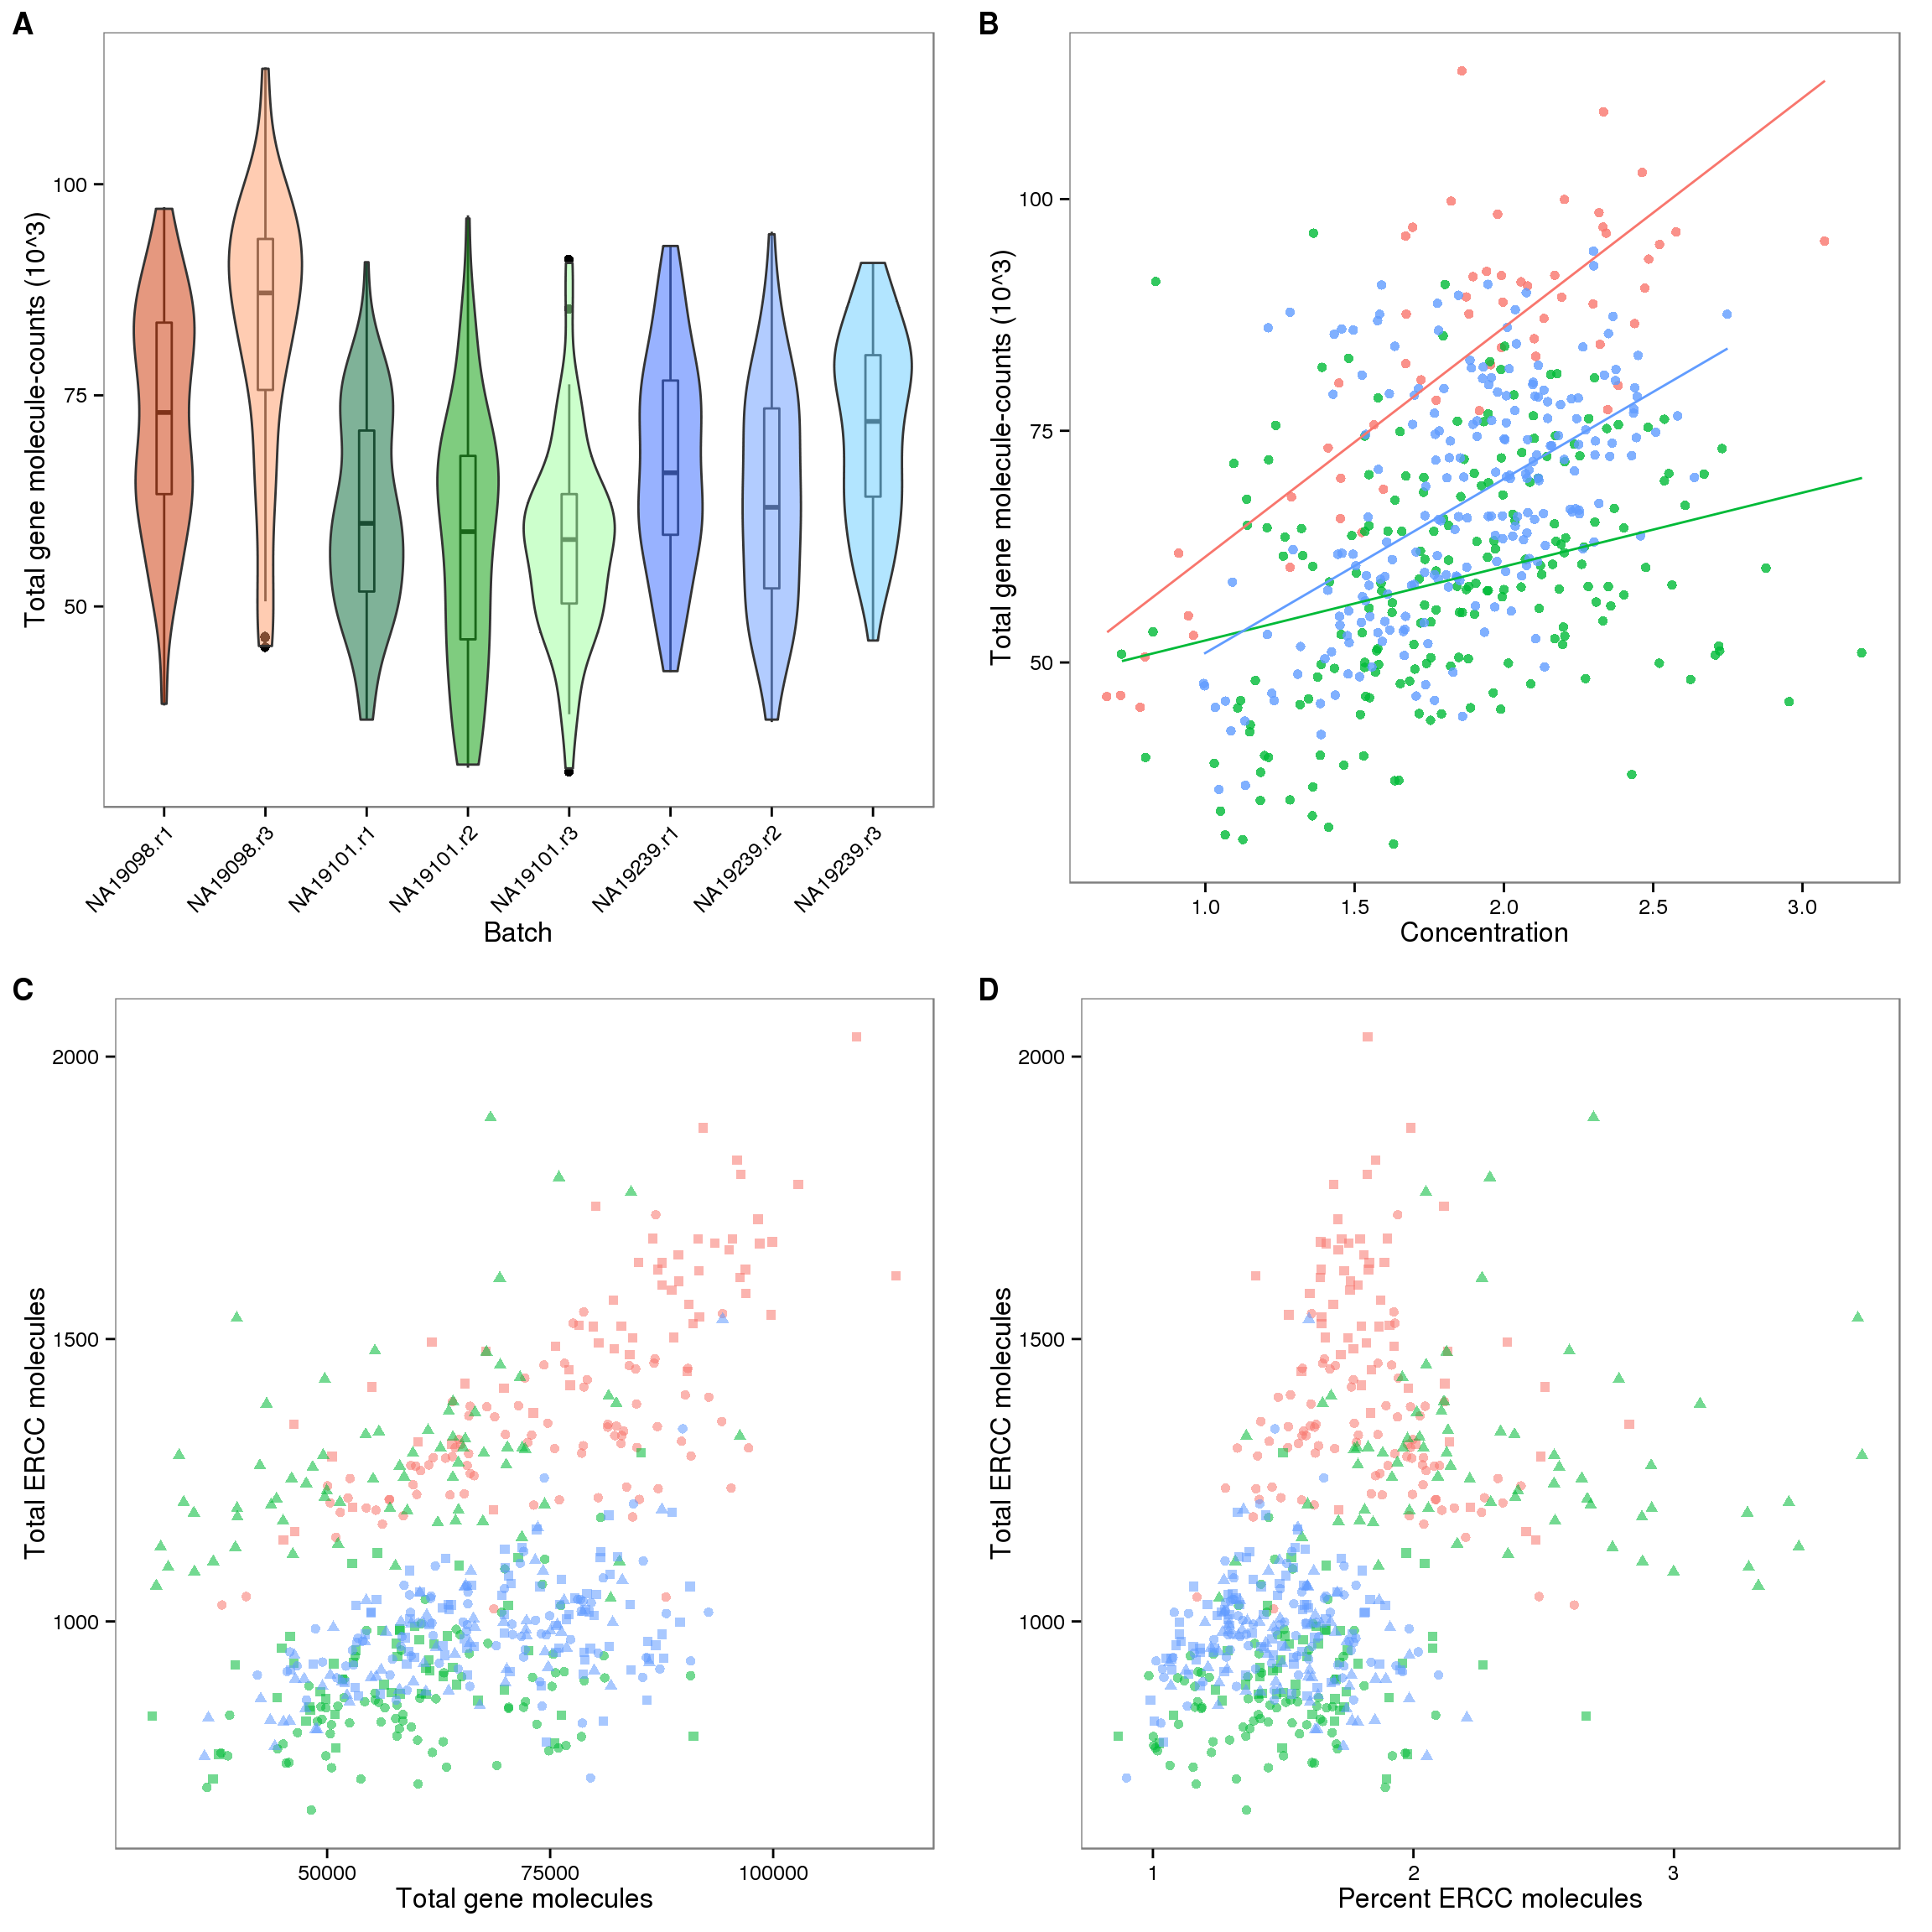 A
Total gene molecule-counts (10^3)
100
75
50
NA19098.r1
NA19098.r3
NA19101.r1
NA19101.r2
NA19101.r3
NA19239.r1
NA19239.r2
NA19239.r3
Batch
B
Total gene molecule-counts (10^3)
100
75
50
1.0 1.5 2.0 2.5 3.0
Concentration
C
Total ERCC molecules
2000
1500
1000
50000 75000 100000
Total gene molecules
D
Total ERCC molecules
2000
1500
1000
1 2 3
Percent ERCC molecules